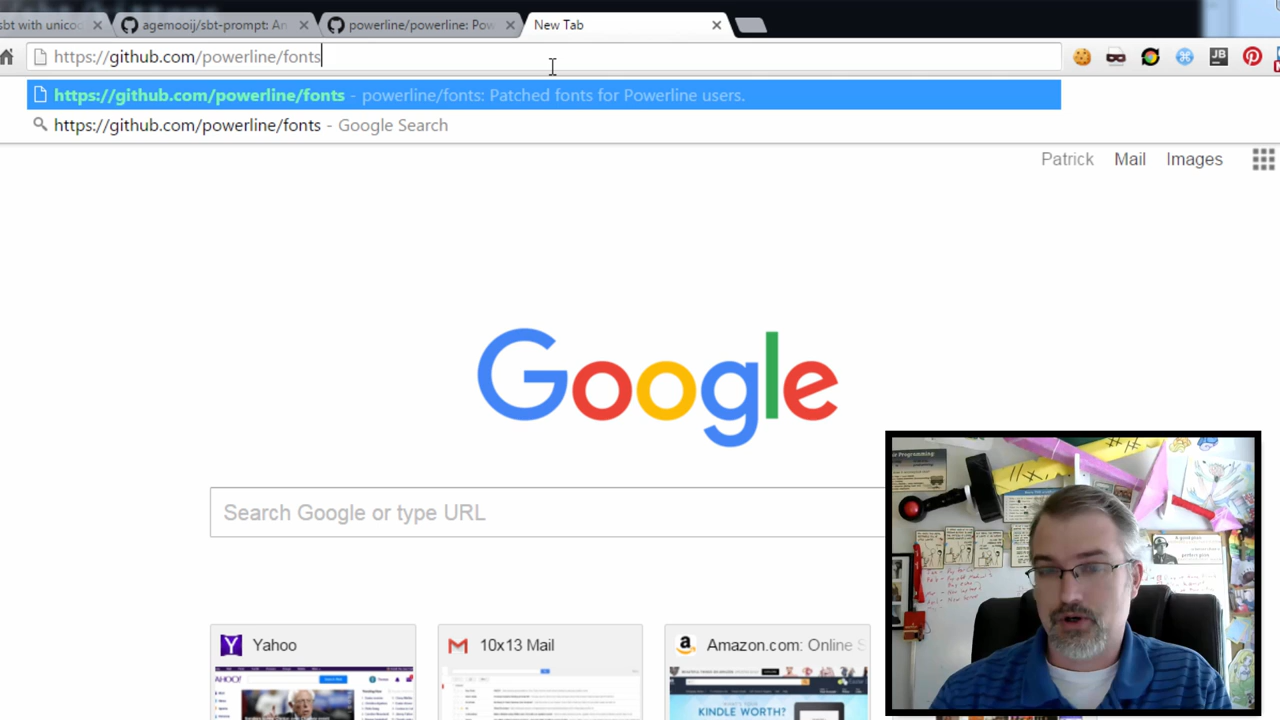 sbt with unico
agemooij/sbt-prompt: An
powerline/powerline: Pow
New Tab
https://github.com/powerline/fonts
https://github.com/powerline/fonts - powerline/fonts: Patched fonts for Powerline users.
https://github.com/powerline/fonts - Google Search
JB
Patrick Mail Images
Google
Search Google or type URL
Yahoo
10x13 Mail
Amazon.com: Online S
YAHOO!
KINDLE WORTH?